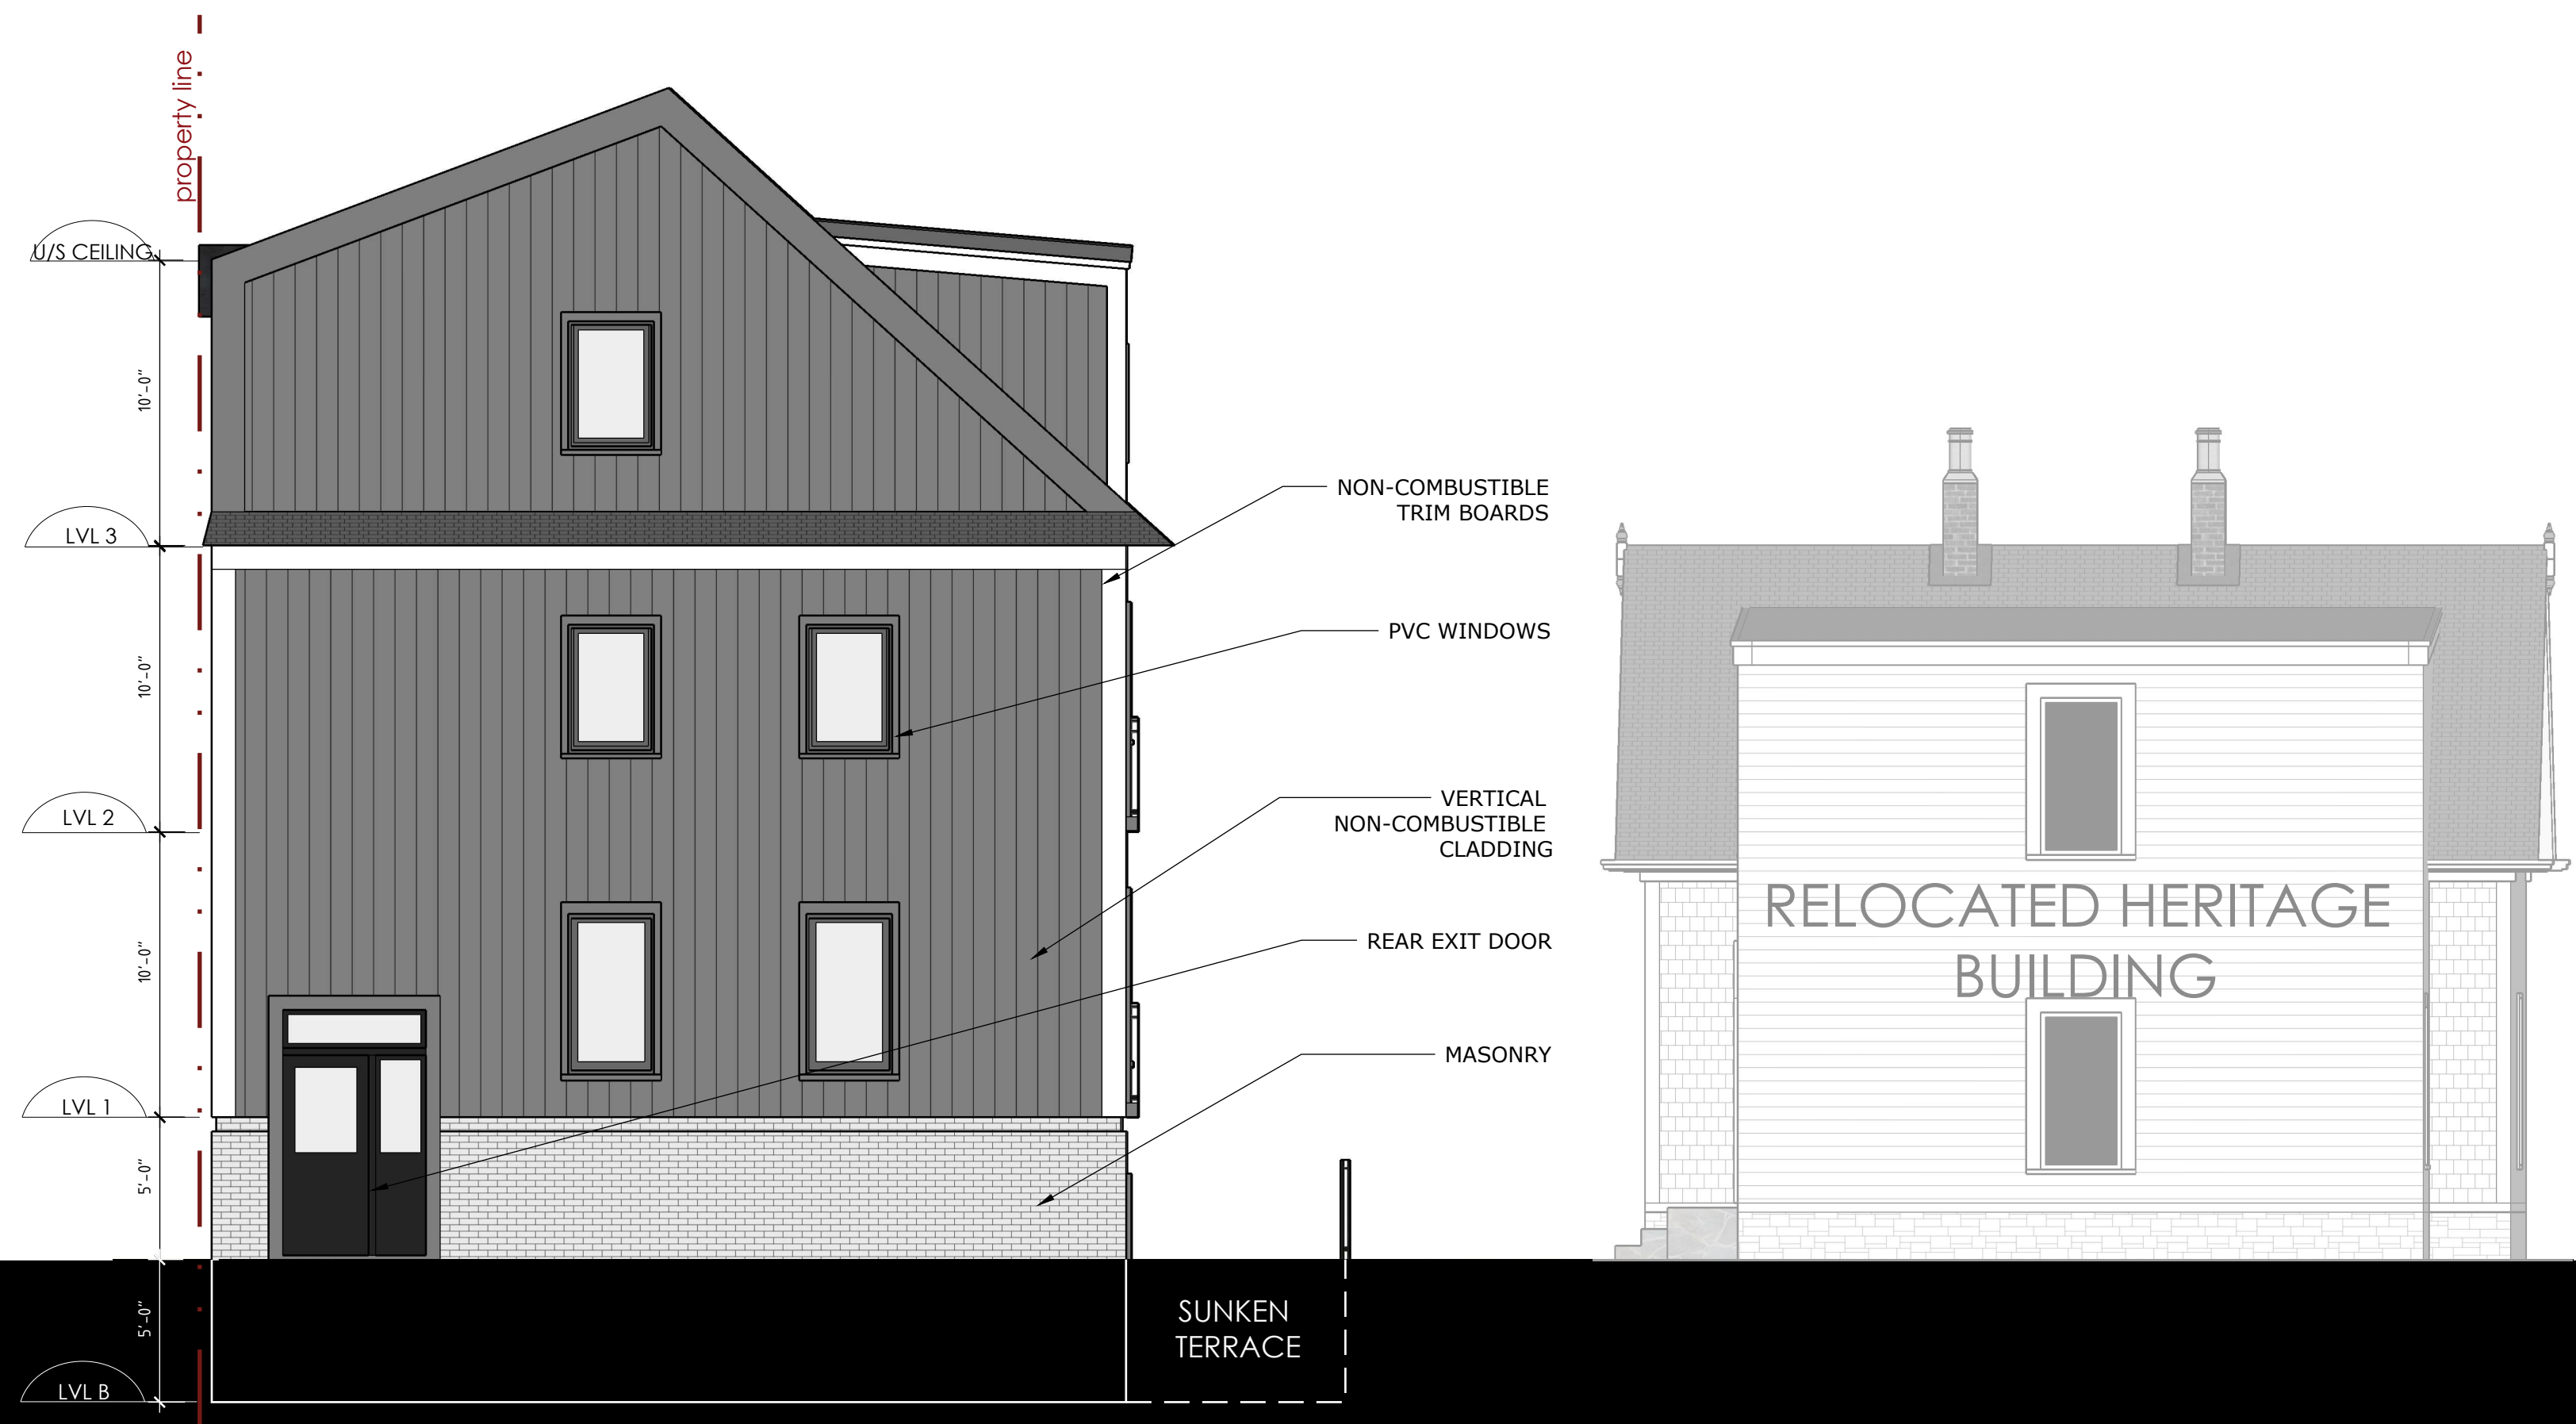 property line
U/S CEILING
10'-0"
LVL 3
10'-0"
LVL 2
10'-0"
LVL 1
5'-0"
5'-0"
LVL B
NON-COMBUSTIBLE
TRIM BOARDS
PVC WINDOWS
VERTICAL
NON-COMBUSTIBLE
CLADDING
REAR EXIT DOOR
MASONRY
SUNKEN
TERRACE
RELOCATED HERITAGE
BUILDING